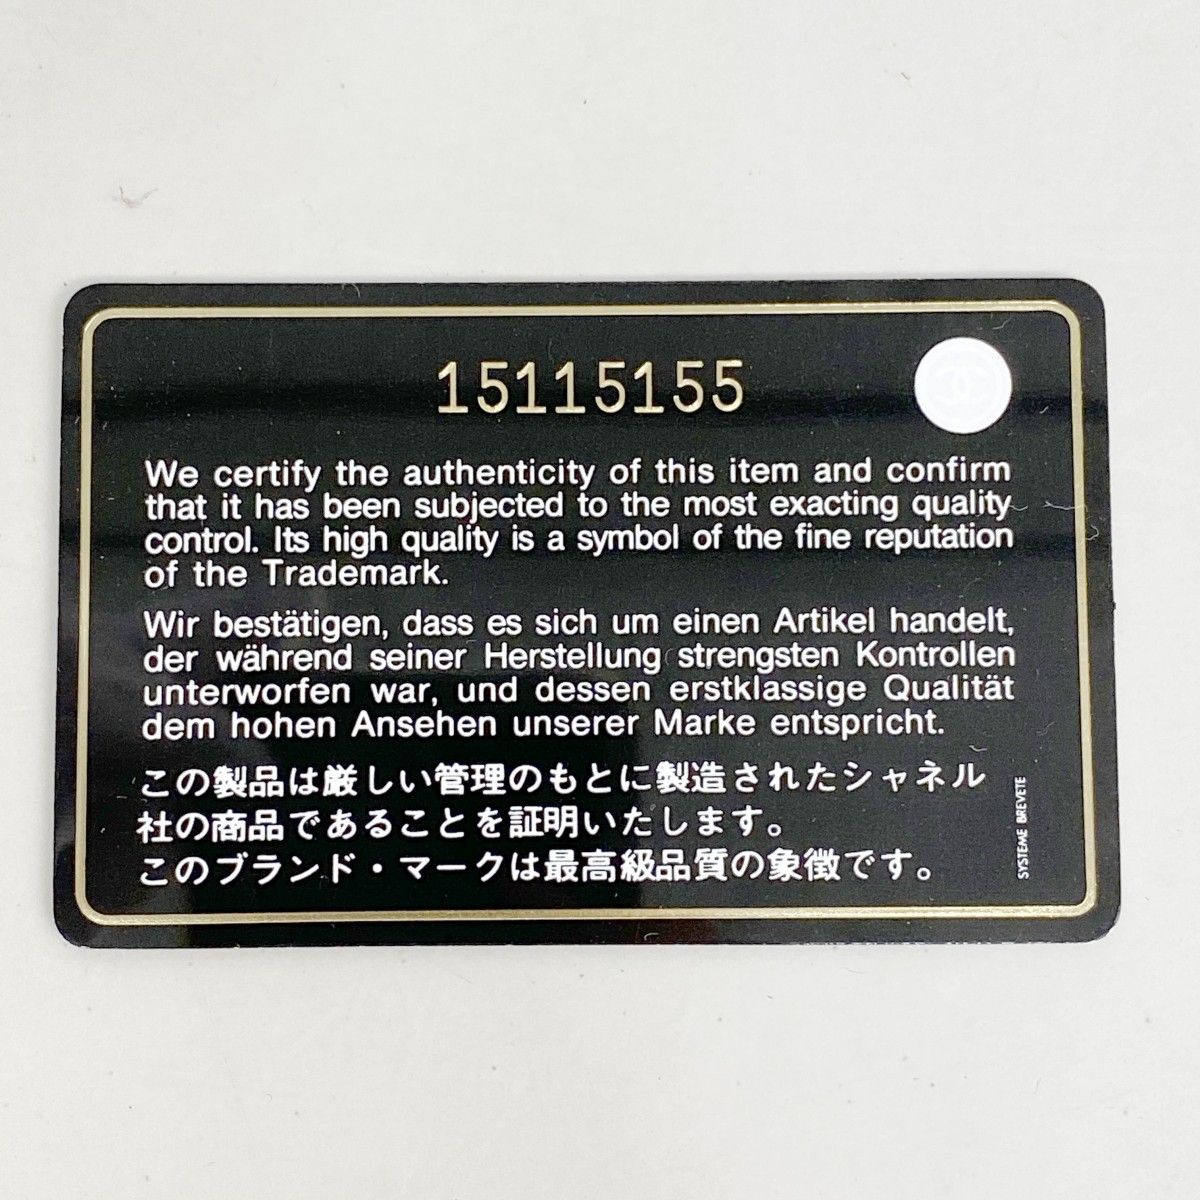 15115155
We certify the authenticity of this item and confirm
that it has been subjected to the most exacting quality
control. Its high quality is a symbol of the fine reputation
of the Trademark.
Wir bestätigen, dass es sich um einen Artikel handelt,
der während seiner Herstellung strengsten Kontrollen
unterworfen war, und dessen erstklassige Qualität
dem hohen Ansehen unserer Marke entspricht.
この製品は厳しい管理のもとに製造されたシャネル
社の商品であることを証明いたします。
このブランド・マークは最高級品質の象徴です。
SYSTEME BREVETE